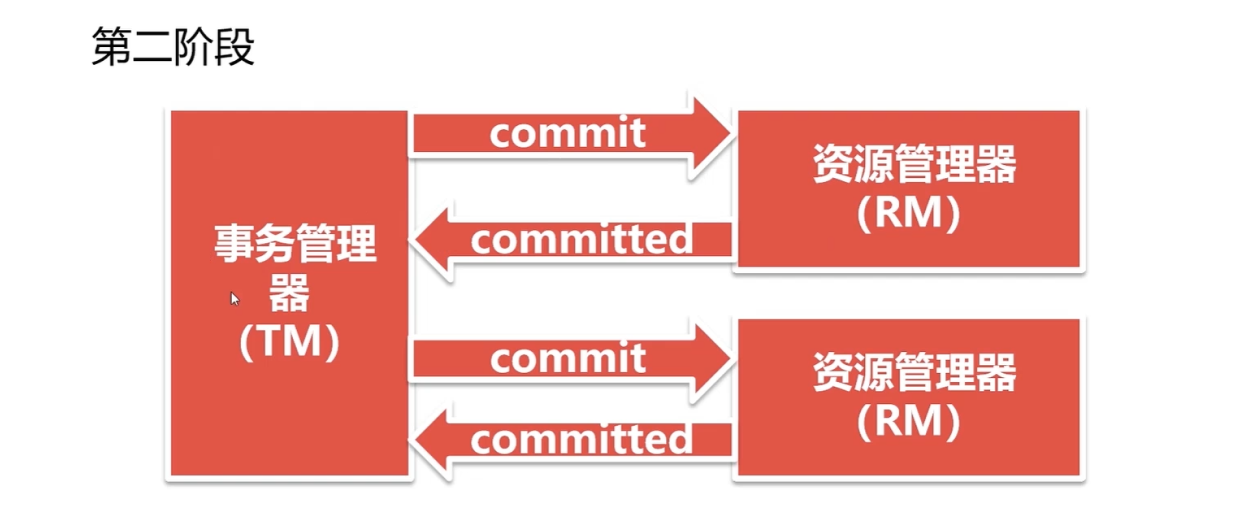 第二阶段
commit
资源管理器
（RM）
committed
事务管理
器
（TM）
commit
资源管理器
（RM）
committed